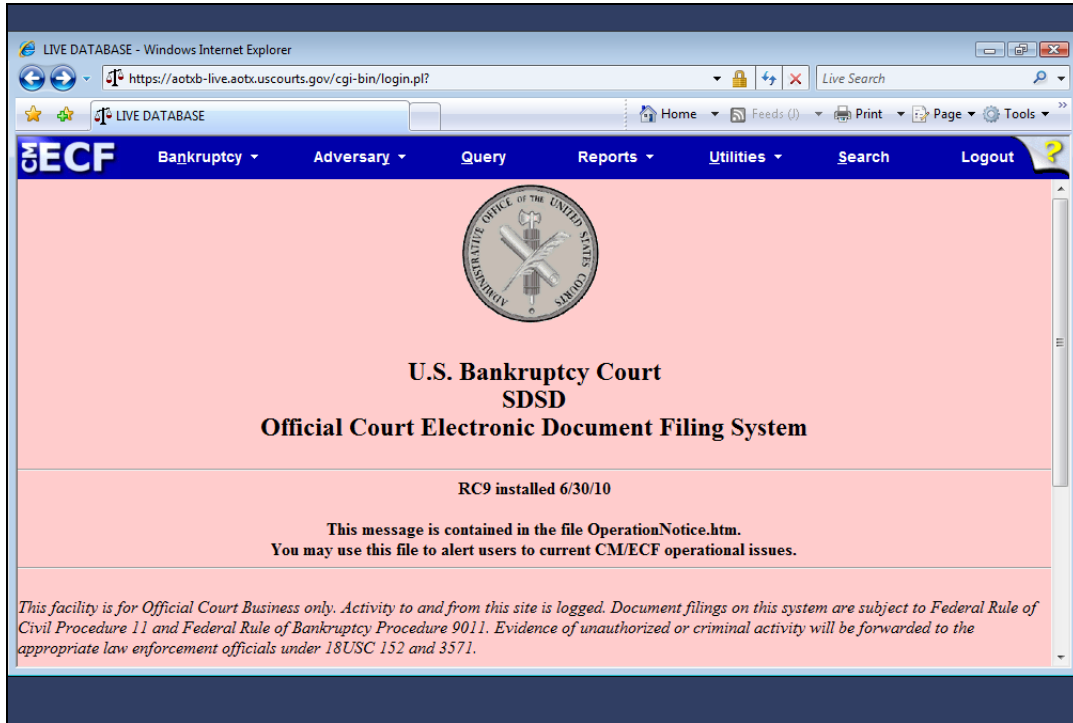 LIVE DATABASE - Windows Internet Explorer
https://aotxb-live.aotx.uscourts.gov/cgi-bin/login.pl?
Live Search
LIVE DATABASE
Home Feeds (J) Print Page Tools »
CM ECF Bankruptcy Adversary Query Reports Utilities Search Logout ?
ADMINISTRATIVE OFFICE OF THE UNITED STATES COURTS
U.S. Bankruptcy Court
SDSD
Official Court Electronic Document Filing System
RC9 installed 6/30/10
This message is contained in the file OperationNotice.htm.
You may use this file to alert users to current CM/ECF operational issues.
This facility is for Official Court Business only. Activity to and from this site is logged. Document filings on this system are subject to Federal Rule of
Civil Procedure 11 and Federal Rule of Bankruptcy Procedure 9011. Evidence of unauthorized or criminal activity will be forwarded to the
appropriate law enforcement officials under 18USC 152 and 3571.